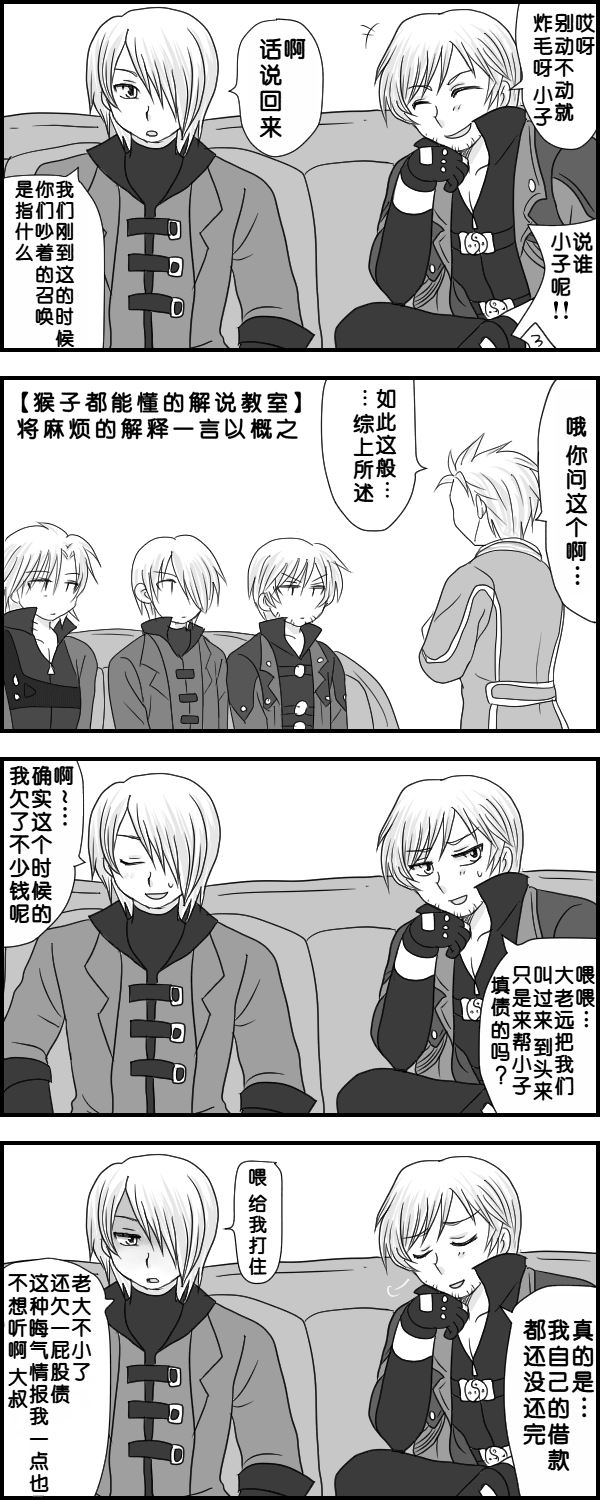 哎呀
别动不动就
炸毛呀 小子
说谁
小子呢!!
3
啊
话说回来
我们刚到这的时候
你们吵着的召唤
是指什么
哦 你问这个啊…
如此这般…
…综上所述
【猴子都能懂的解说教室】
将麻烦的解释一言以概之
啊~…
确实这个时候的
我欠了不少钱呢
喂喂…
大老远把我们
叫过来 到头来
只是来帮小子
填债的吗?
真的是…
我自己的借款
都还没还完
喂 给我打住
老大不小了
还欠一屁股债
这种晦气情报我一点也
不想听啊 大叔